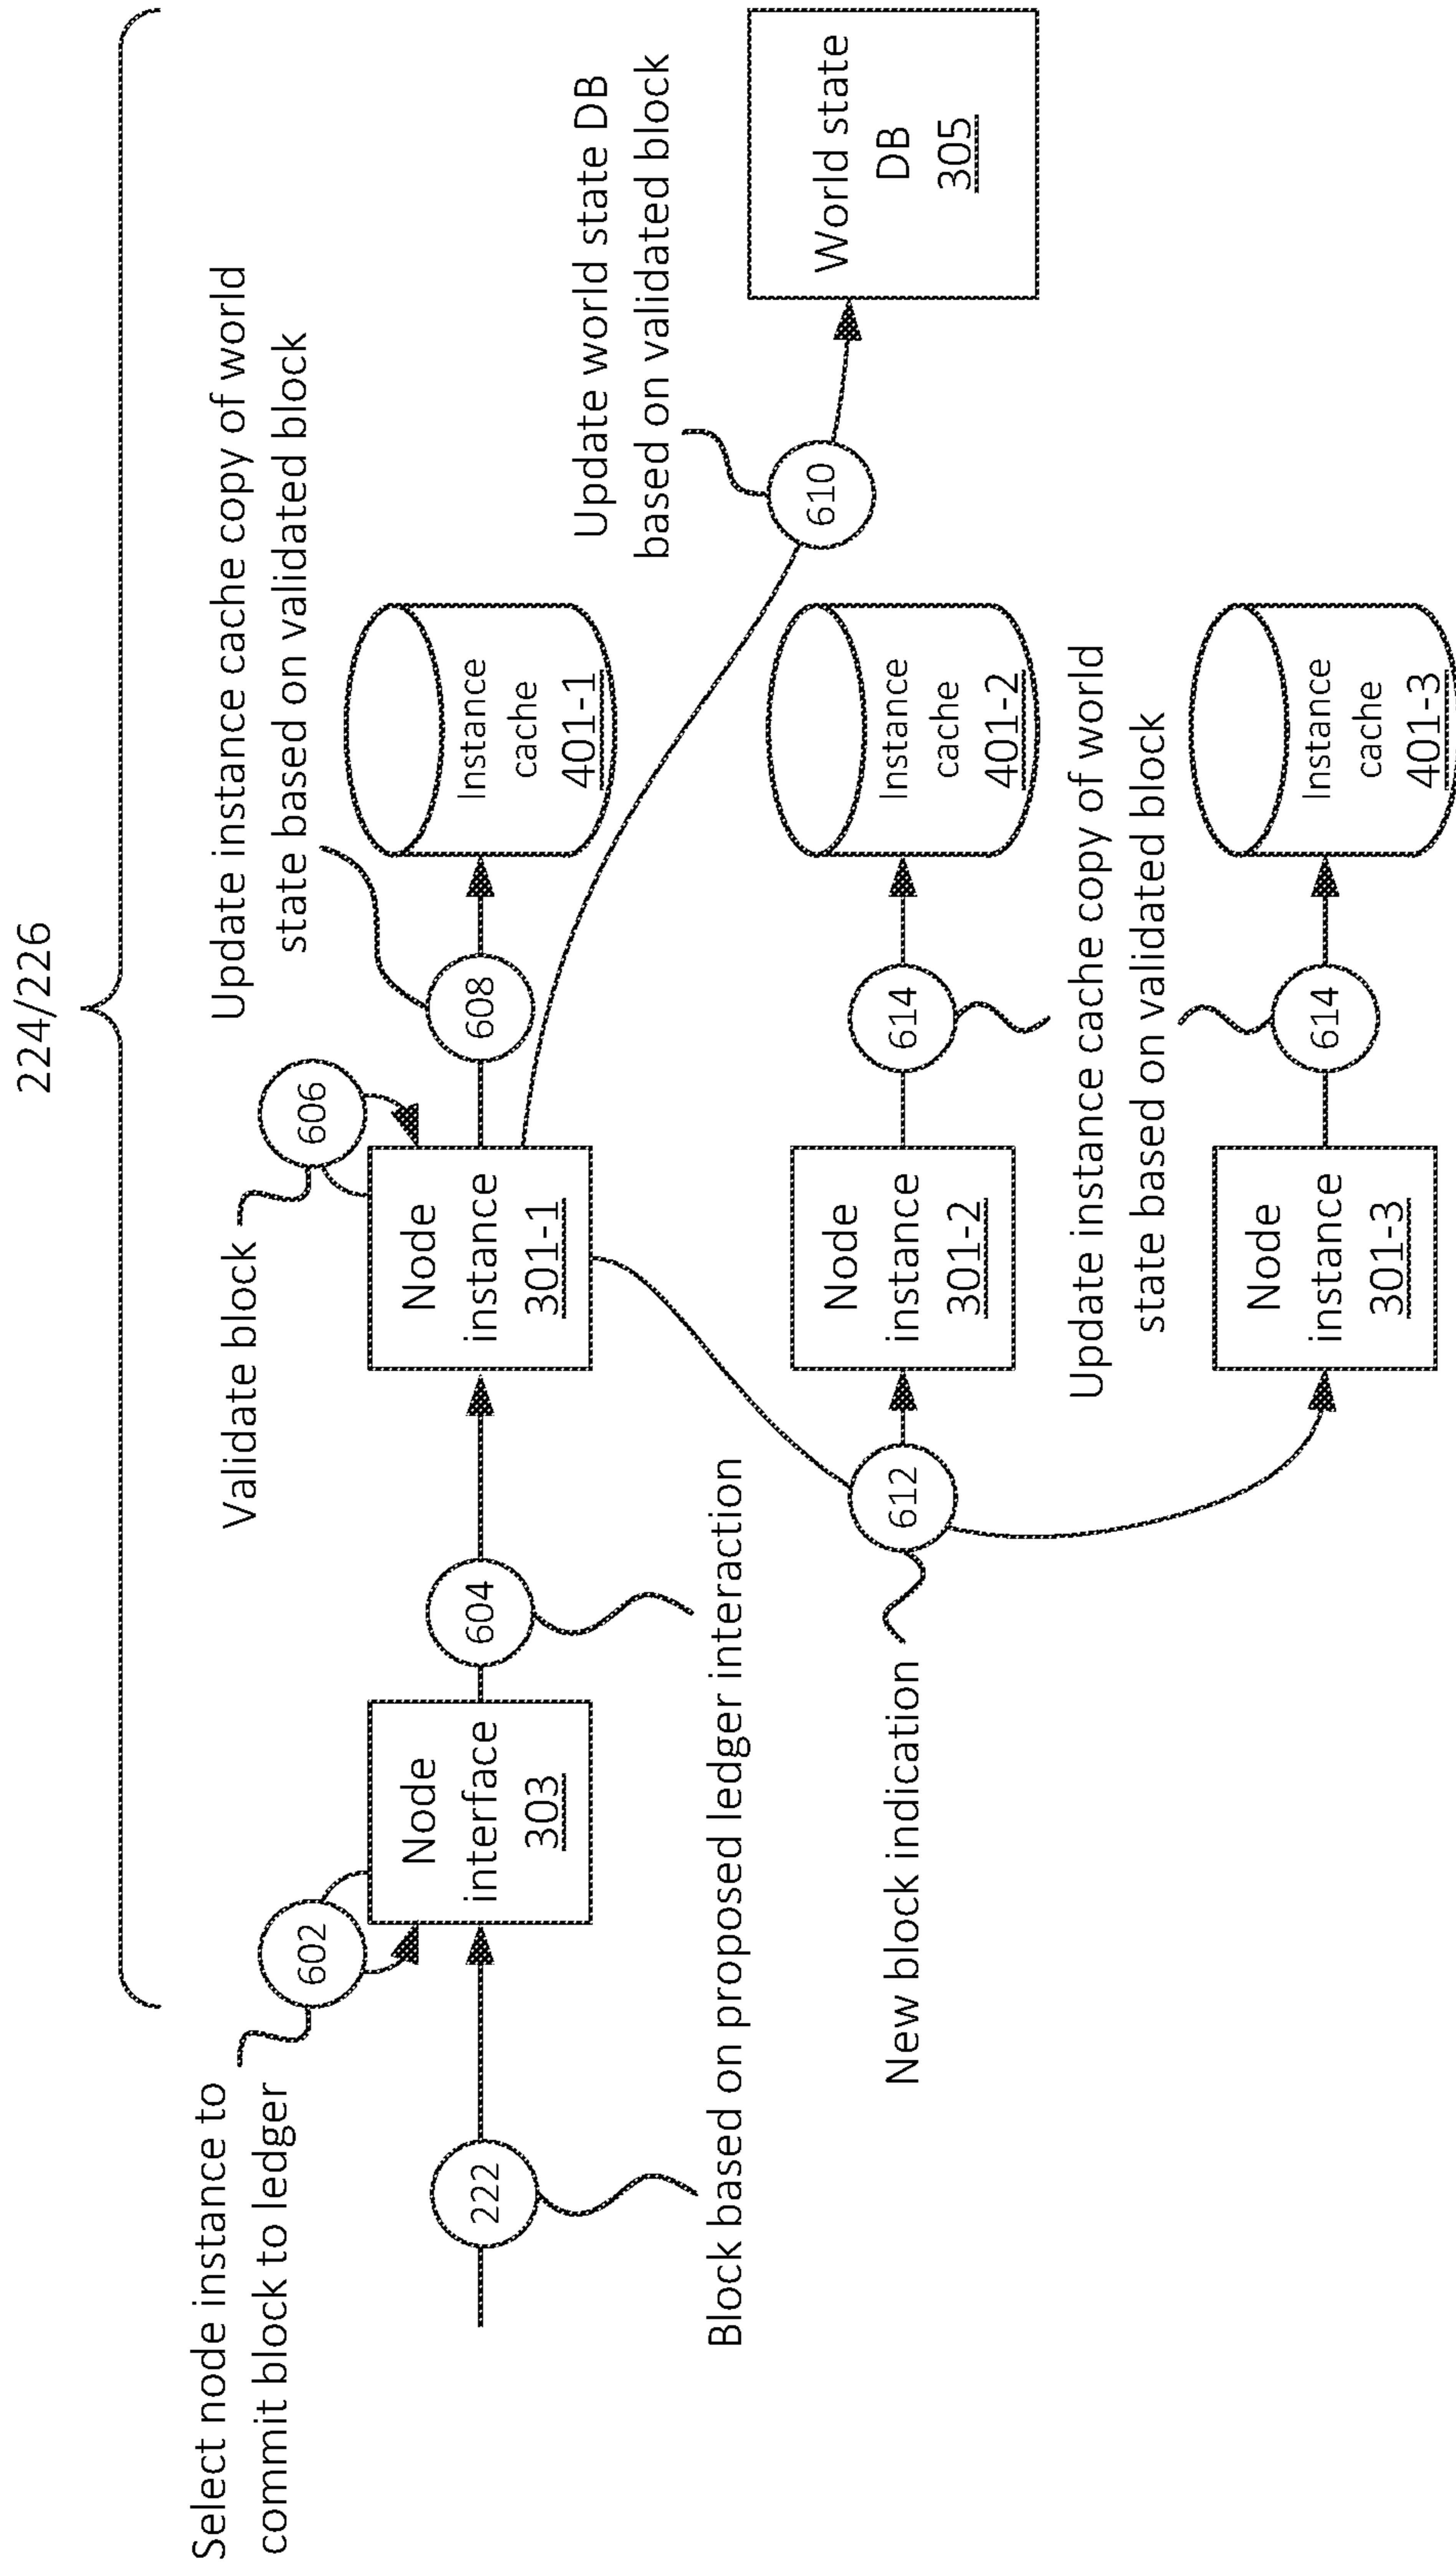 224/226
Select node instance to
commit block to ledger
602
222
Block based on proposed ledger interaction
Node
interface
303
604
Validate block
606
Node
instance
301-1
Update instance cache copy of world
state based on validated block
608
Instance
cache
401-1
Update world state DB
based on validated block
610
World state
DB
305
New block indication
612
Node
instance
301-2
614
Instance
cache
401-2
Update instance cache copy of world
state based on validated block
Node
instance
301-3
614
Instance
cache
401-3